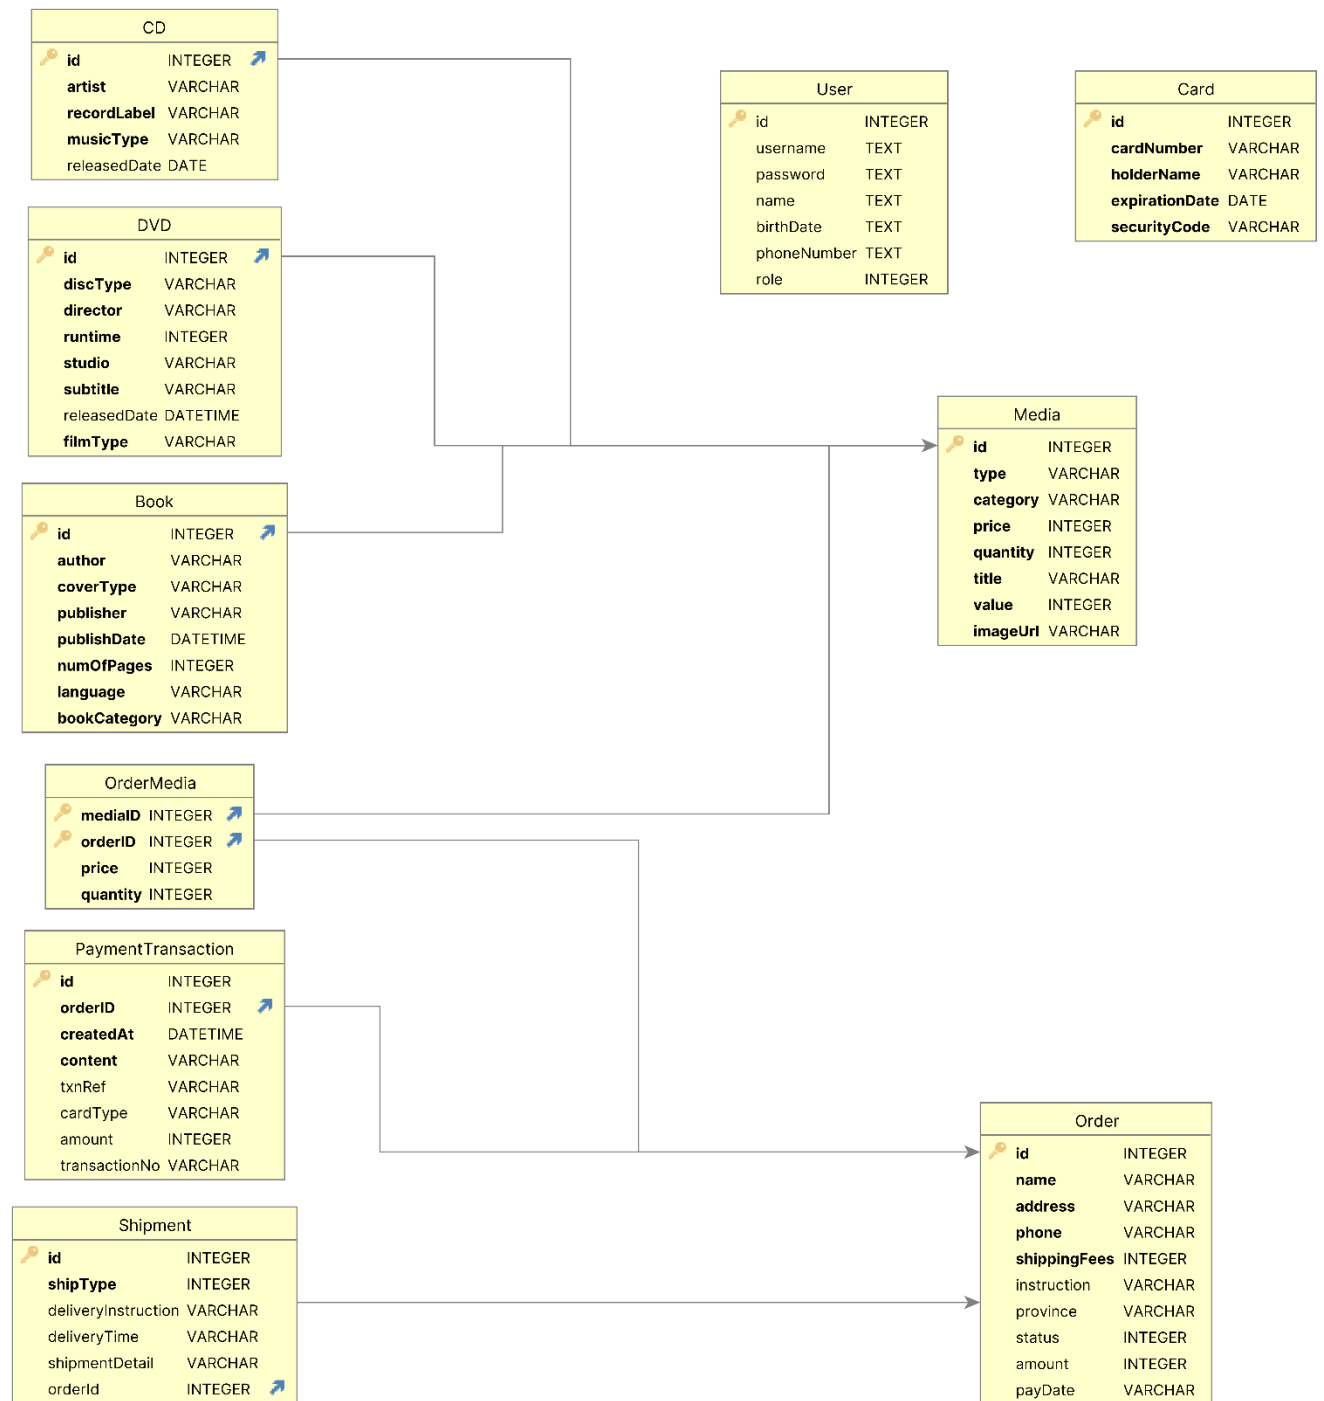 CD
id INTEGER
artist VARCHAR
recordLabel VARCHAR
musicType VARCHAR
releasedDate DATE
DVD
id INTEGER
discType VARCHAR
director VARCHAR
runtime INTEGER
studio VARCHAR
subtitle VARCHAR
releasedDate DATETIME
filmType VARCHAR
Book
id INTEGER
author VARCHAR
coverType VARCHAR
publisher VARCHAR
publishDate DATETIME
numOfPages INTEGER
language VARCHAR
bookCategory VARCHAR
OrderMedia
mediaID INTEGER
orderID INTEGER
price INTEGER
quantity INTEGER
PaymentTransaction
id INTEGER
orderID INTEGER
createdAt DATETIME
content VARCHAR
txnRef VARCHAR
cardType VARCHAR
amount INTEGER
transactionNo VARCHAR
Shipment
id INTEGER
shipType INTEGER
deliveryInstruction VARCHAR
deliveryTime VARCHAR
shipmentDetail VARCHAR
orderId INTEGER
User
id INTEGER
username TEXT
password TEXT
name TEXT
birthDate TEXT
phoneNumber TEXT
role INTEGER
Card
id INTEGER
cardNumber VARCHAR
holderName VARCHAR
expirationDate DATE
securityCode VARCHAR
Media
id INTEGER
type VARCHAR
category VARCHAR
price INTEGER
quantity INTEGER
title VARCHAR
value INTEGER
imageUrl VARCHAR
Order
id INTEGER
name VARCHAR
address VARCHAR
phone VARCHAR
shippingFees INTEGER
instruction VARCHAR
province VARCHAR
status INTEGER
amount INTEGER
payDate VARCHAR